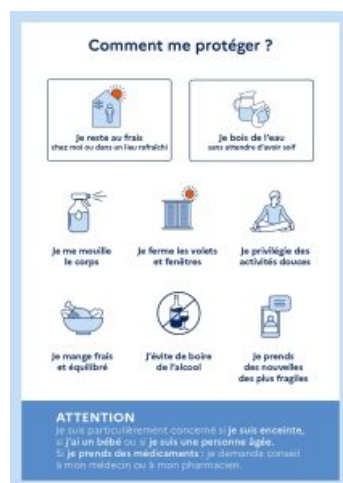 Comment me protéger ?
Je reste au frais
chez moi ou dans un lieu rafraîchi
Je bois de l'eau
sans attendre d'avoir soif
Je me mouille
le corps
Je ferme les volets
et fenêtres
Je privilégie des
activités douces
Je mange frais
et équilibré
J'évite de boire
de l'alcool
Je prends
des nouvelles
des plus fragiles
ATTENTION
Je suis particulièrement concerné si je suis enceinte,
si j'ai un bébé ou si je suis une personne âgée.
Si je prends des médicaments : je demande conseil
à mon médecin ou à mon pharmacien.